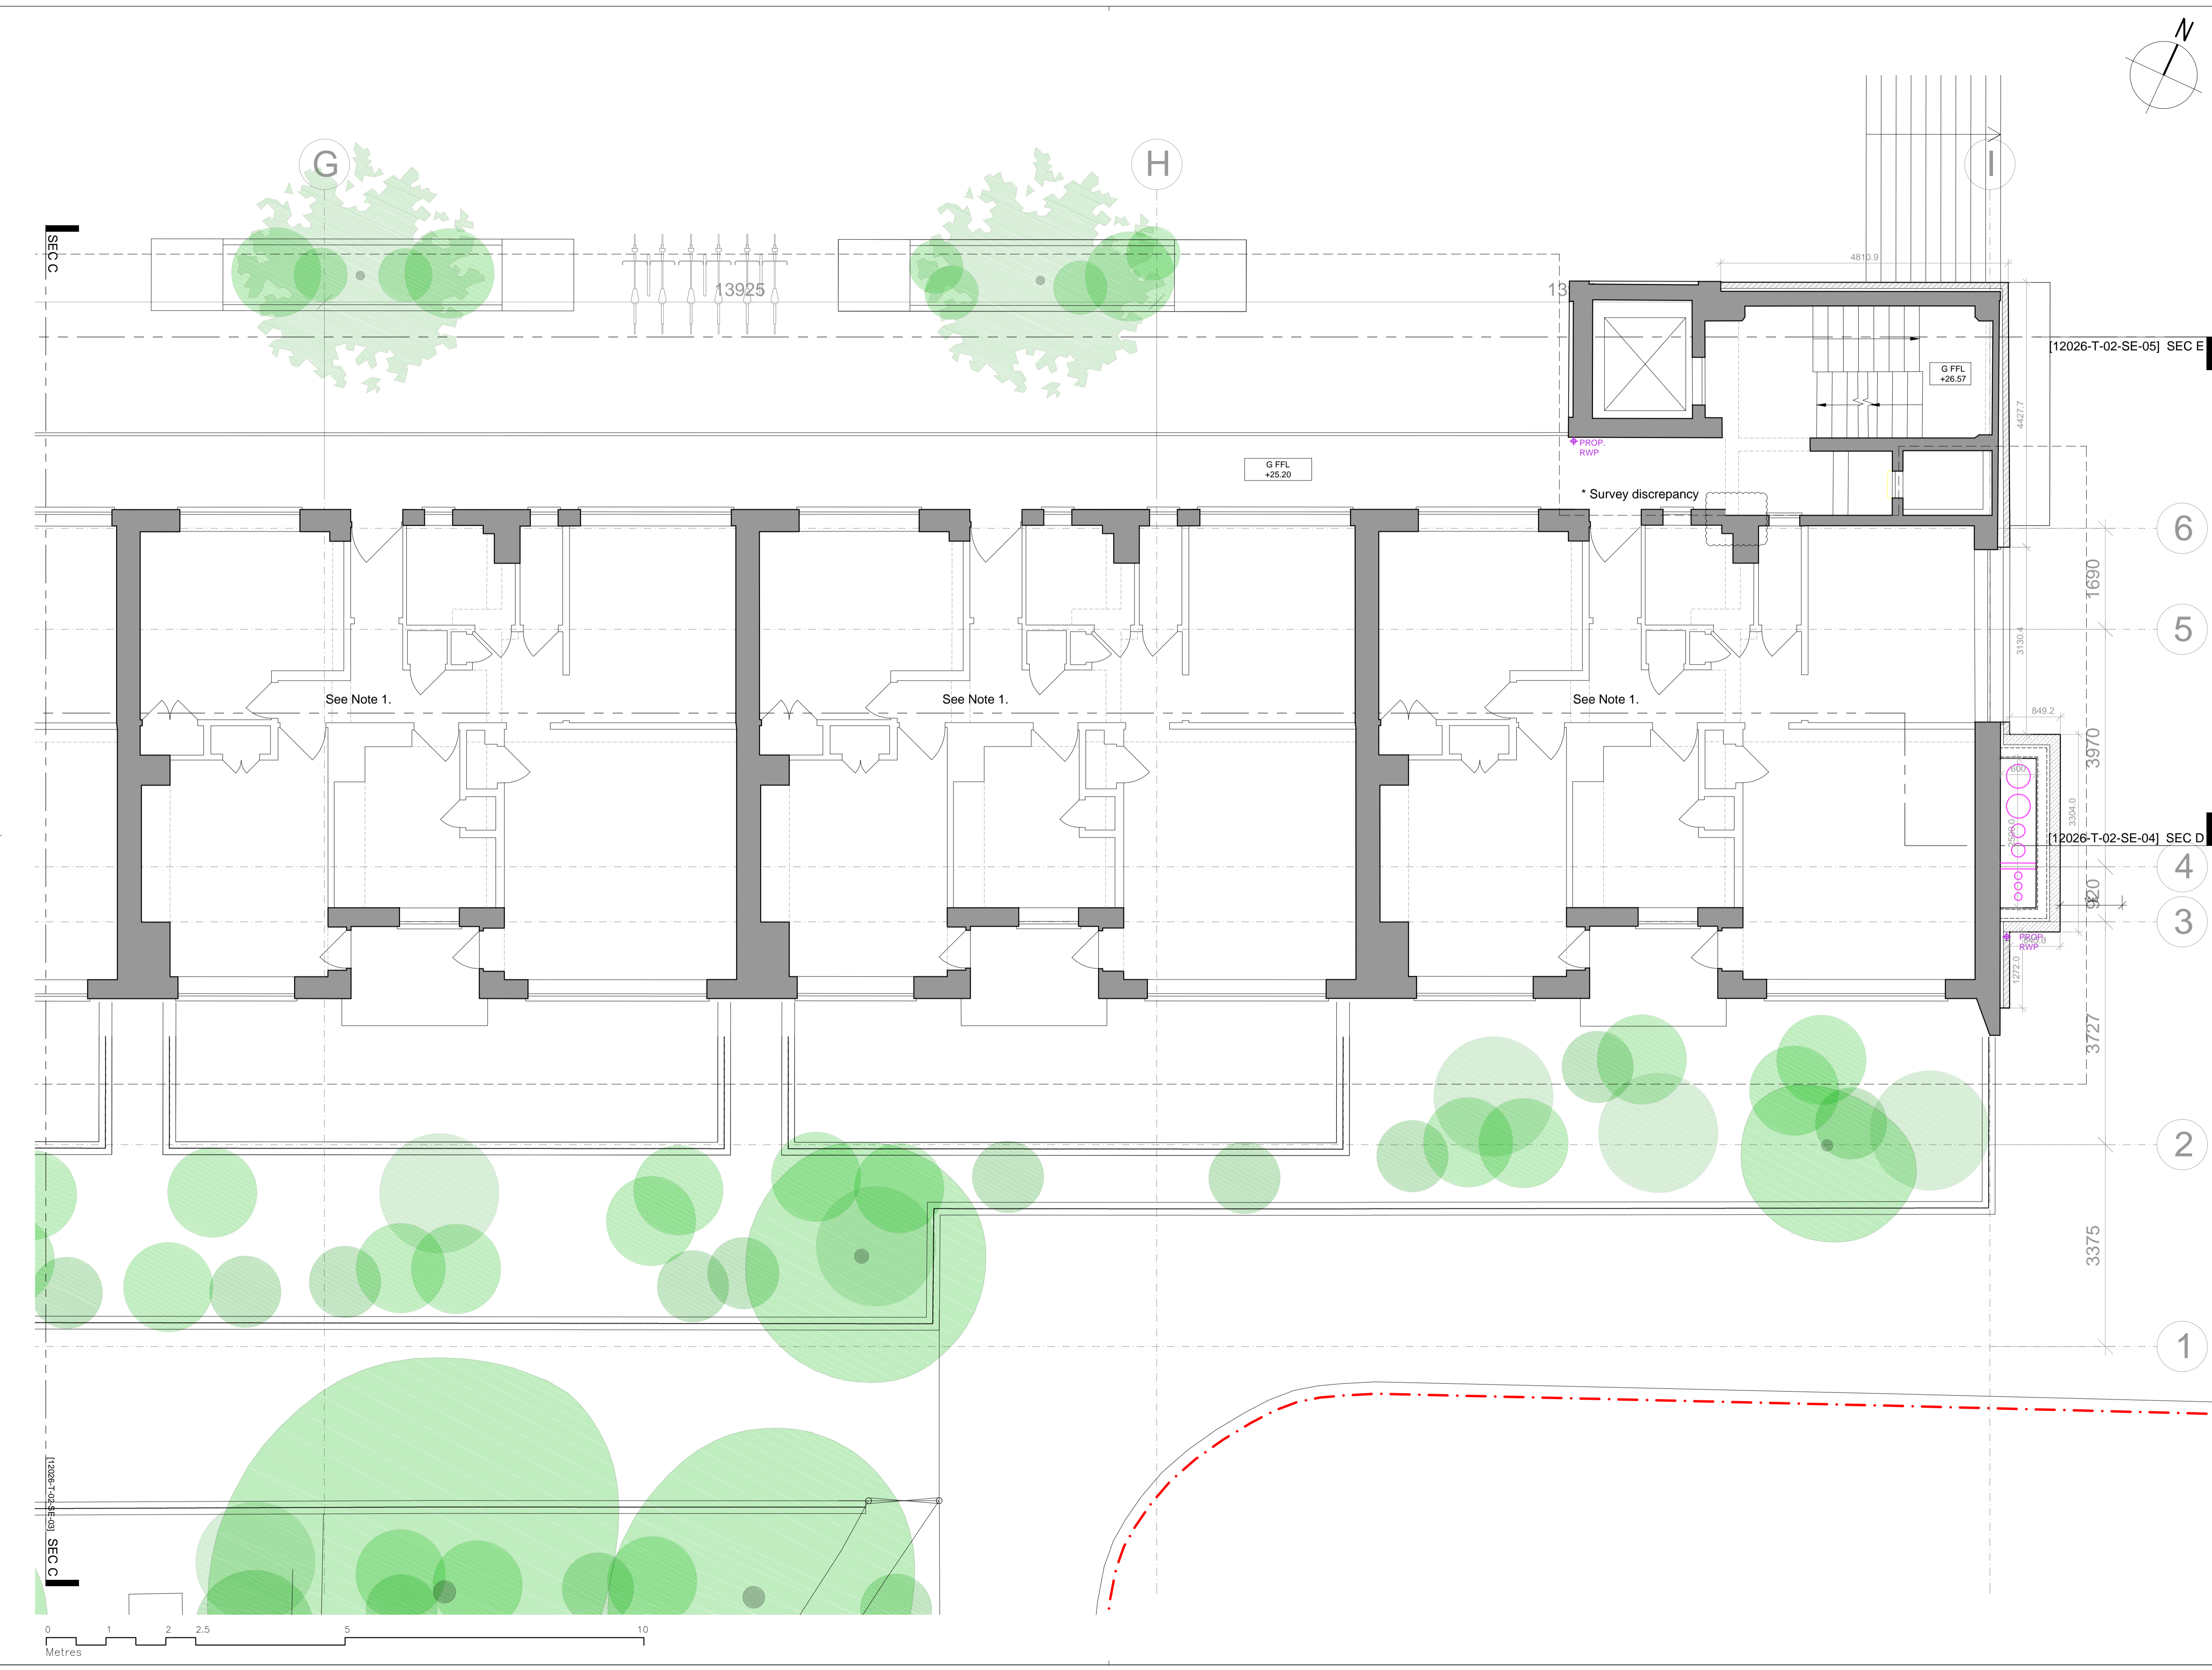 N
G
H
I
SEC C
4810.9
13925
13
[12026-T-02-SE-05] SEC E
G FFL
+26.57
4427.7
PROP.
RWP
G FFL
+25.20
* Survey discrepancy
6
1690
5
3130.4
See Note 1.
See Note 1.
See Note 1.
849.2
3970
600
3304.0
[12026-T-02-SE-04] SEC D
4
920
3
PROP.
RWP
1272.0
3727
2
3375
1
[12026-T-02-SE-03] SEC C
0 1 2 2.5 5 10
Metres